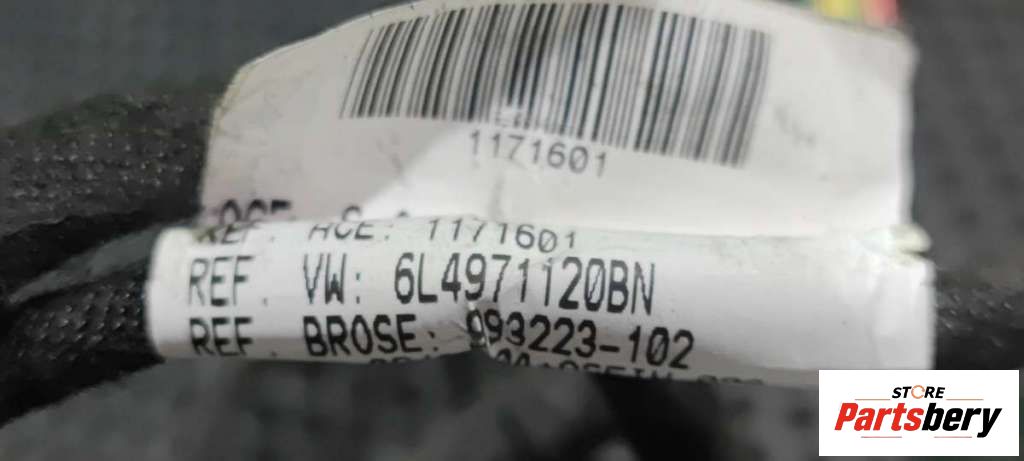 1171601
REF. ACE: 1171601
REF. VW: 6L4971120BN
REF. BROSE: 993223-102
STORE
Partsbery